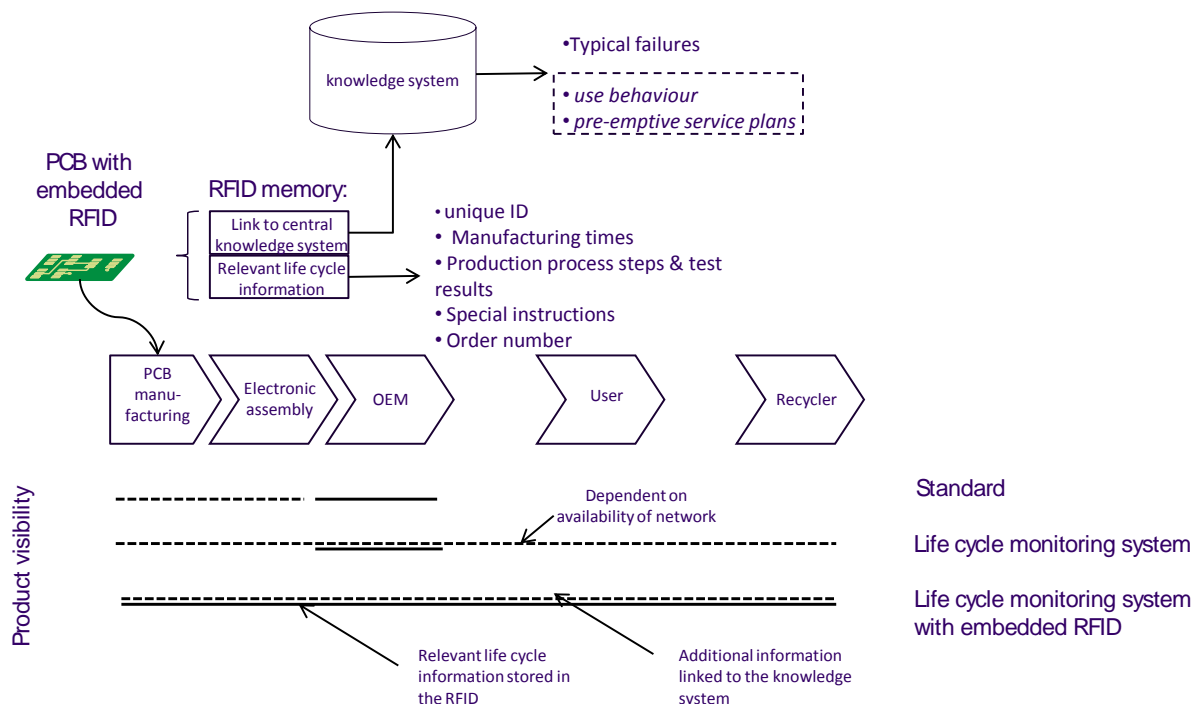 knowledge system
•Typical failures
• use behaviour
• pre-emptive service plans
PCB with
embedded
RFID
RFID memory:
Link to central
knowledge system
Relevant life cycle
information
• unique ID
• Manufacturing times
• Production process steps & test
results
• Special instructions
• Order number
PCB
manu-
facturing
Electronic
assembly
OEM
User
Recycler
Product visibility
Standard
Dependent on
availability of network
Life cycle monitoring system
Life cycle monitoring system
with embedded RFID
Relevant life cycle
information stored in
the RFID
Additional information
linked to the knowledge
system